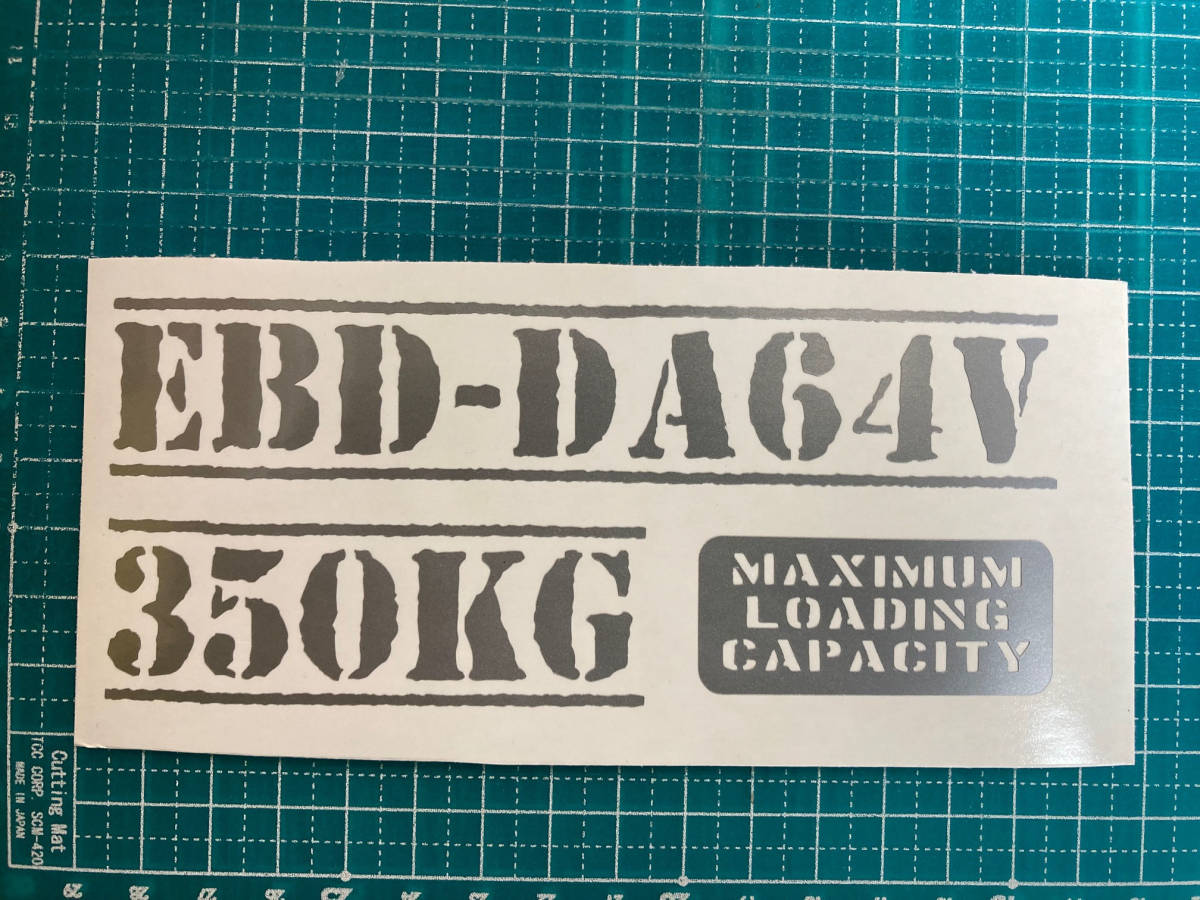 EBD-DA64V
350KG
MAXIMUM
LOADING
CAPACITY
Cutting Mat
TCC CORP. SCM-420
MADE IN JAPAN